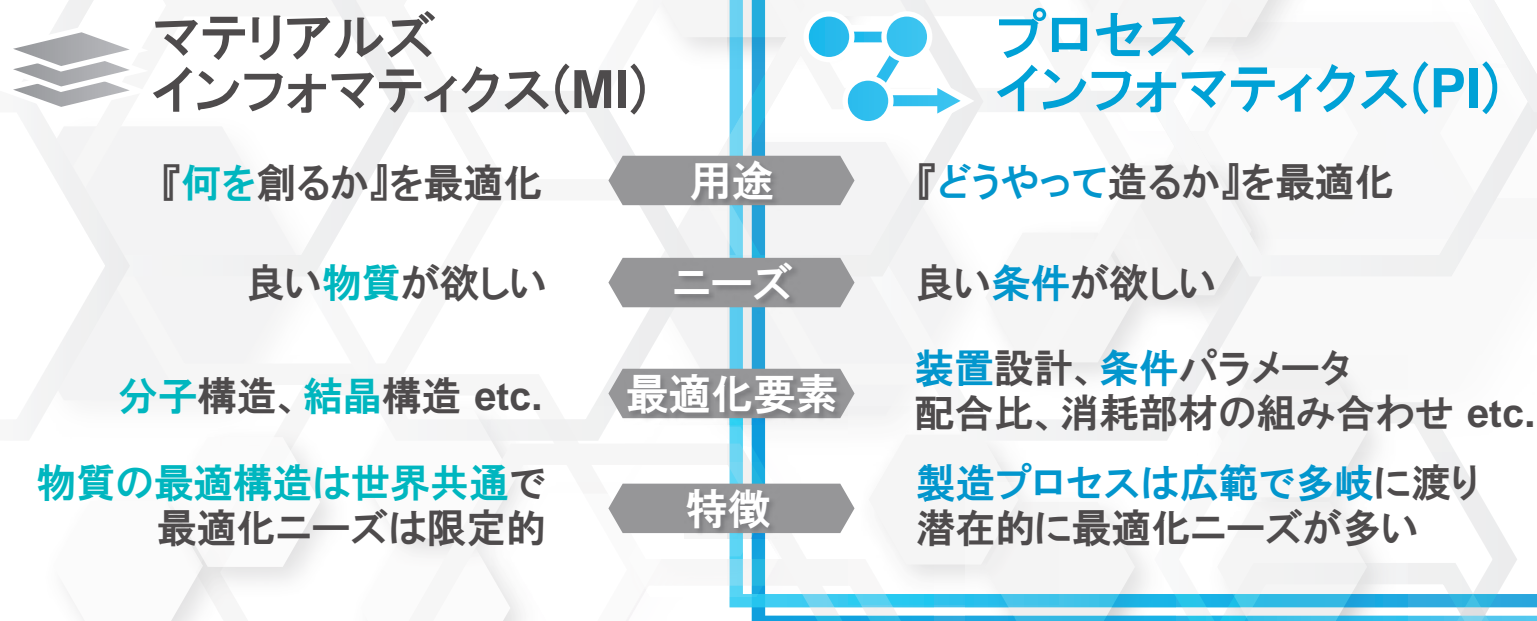 マテリアルズ
インフォマティクス(MI)
プロセス
インフォマティクス(PI)
『何を創るか』を最適化
用途
『どうやって造るか』を最適化
良い物質が欲しい
ニーズ
良い条件が欲しい
分子構造、結晶構造 etc.
最適化要素
装置設計、条件パラメータ
配合比、消耗部材の組み合わせ etc.
物質の最適構造は世界共通で
最適化ニーズは限定的
特徴
製造プロセスは広範で多岐に渡り
潜在的に最適化ニーズが多い